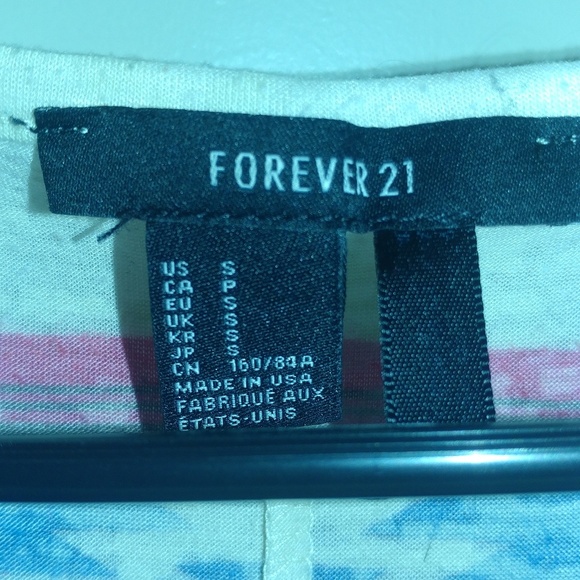 FOREVER 21
US S
CA P
EU S
UK S
KR S
JP S
CN 160/84A
MADE IN USA
FABRIQUÉ AUX
ÉTATS-UNIS